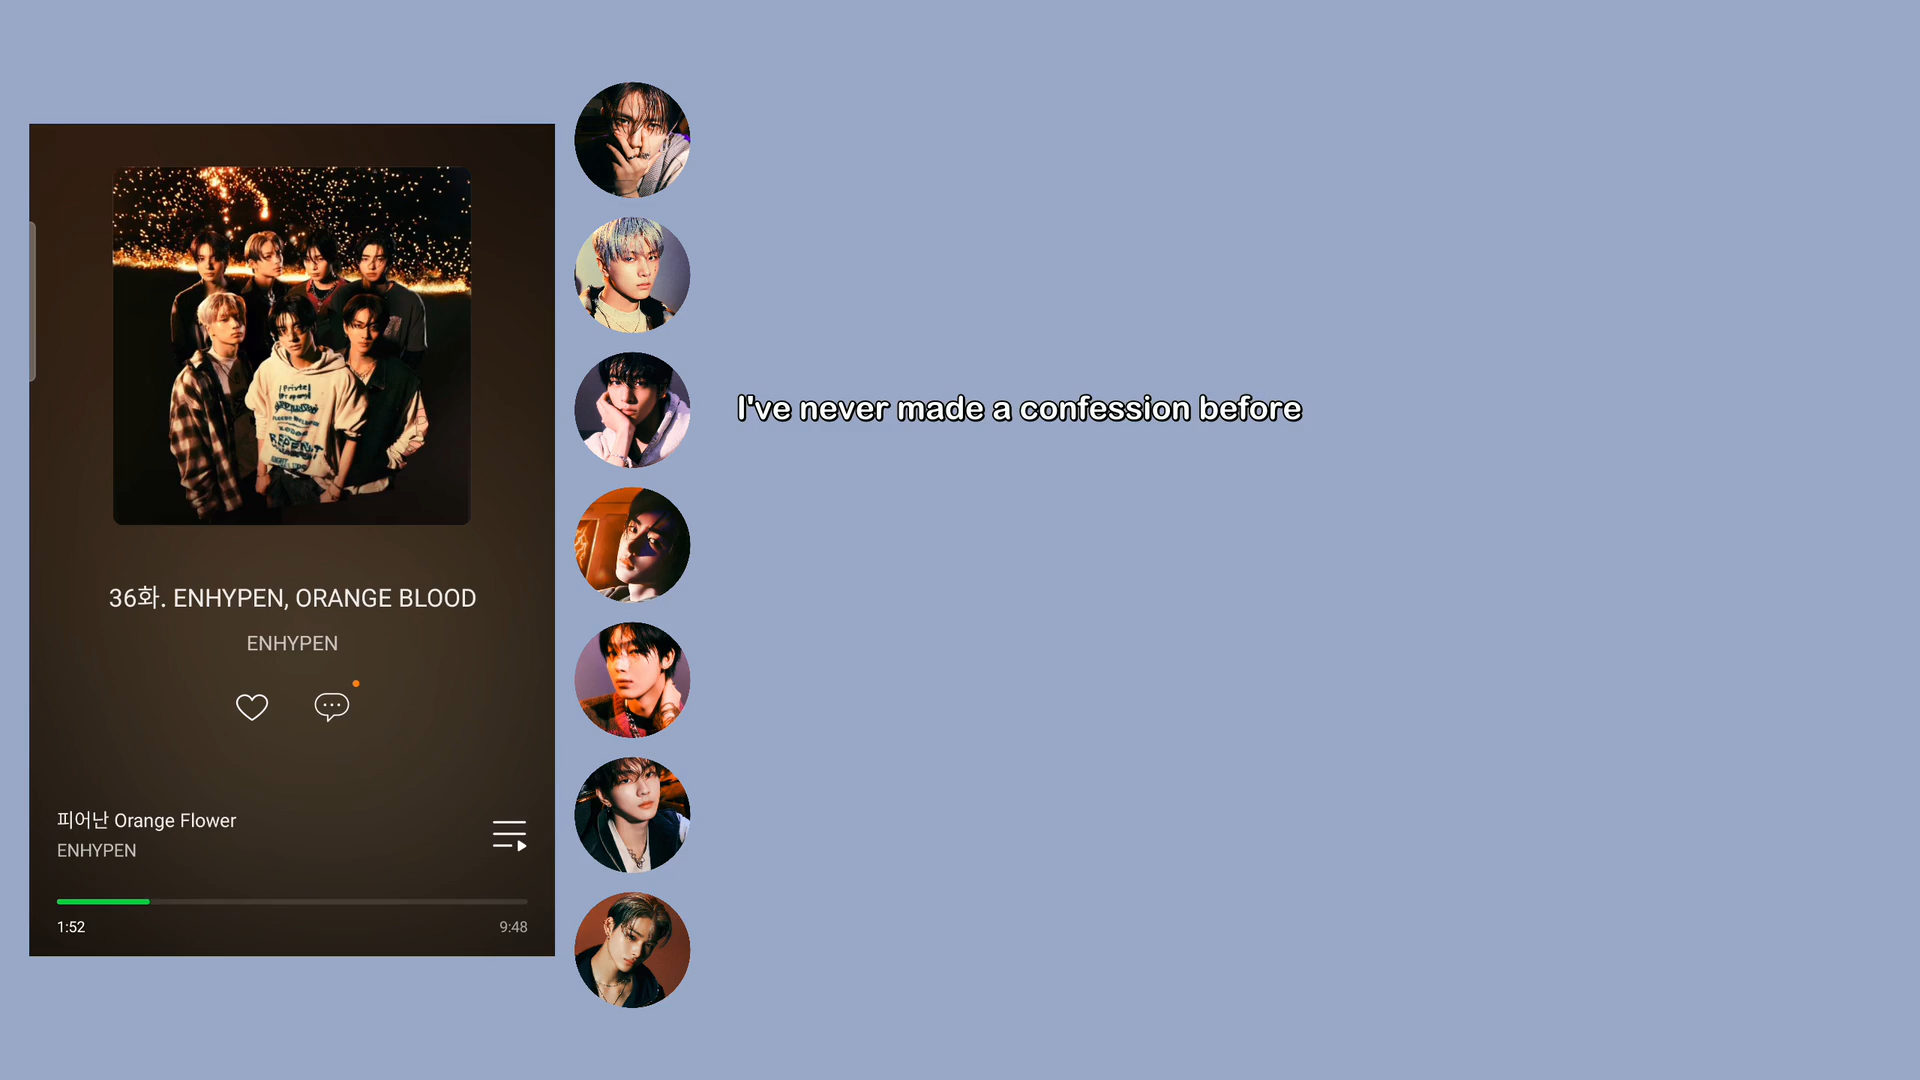 36화. ENHYPEN, ORANGE BLOOD
ENHYPEN
피어난 Orange Flower
ENHYPEN
1:52
9:48
I've never made a confession before